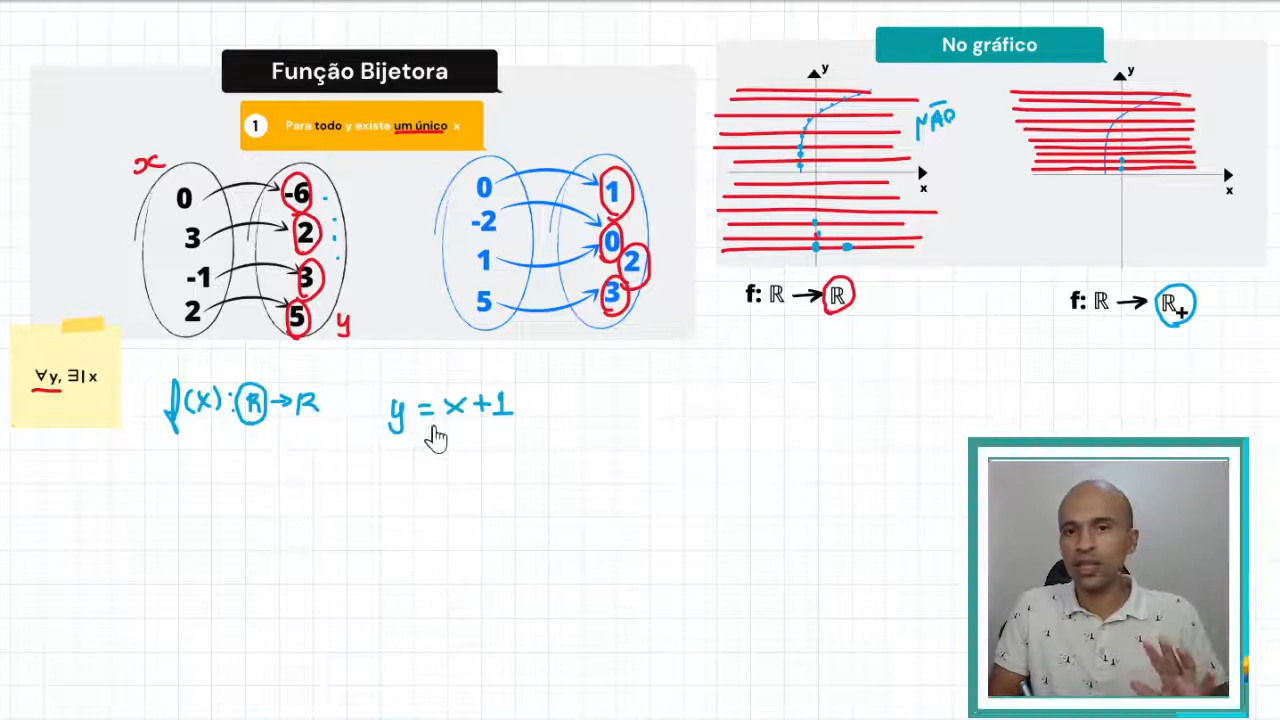 Função Bijetora
1 Para todo y existe um único x
x
0
3
-1
2
-6
2
3
5
y
0
-2
1
5
1
0
2
3
No gráfico
y
x
NÃO
f: ℝ → ℝ
y
x
f: ℝ → ℝ+
∀y, ∃| x
f(x): R → R
y = x + 1